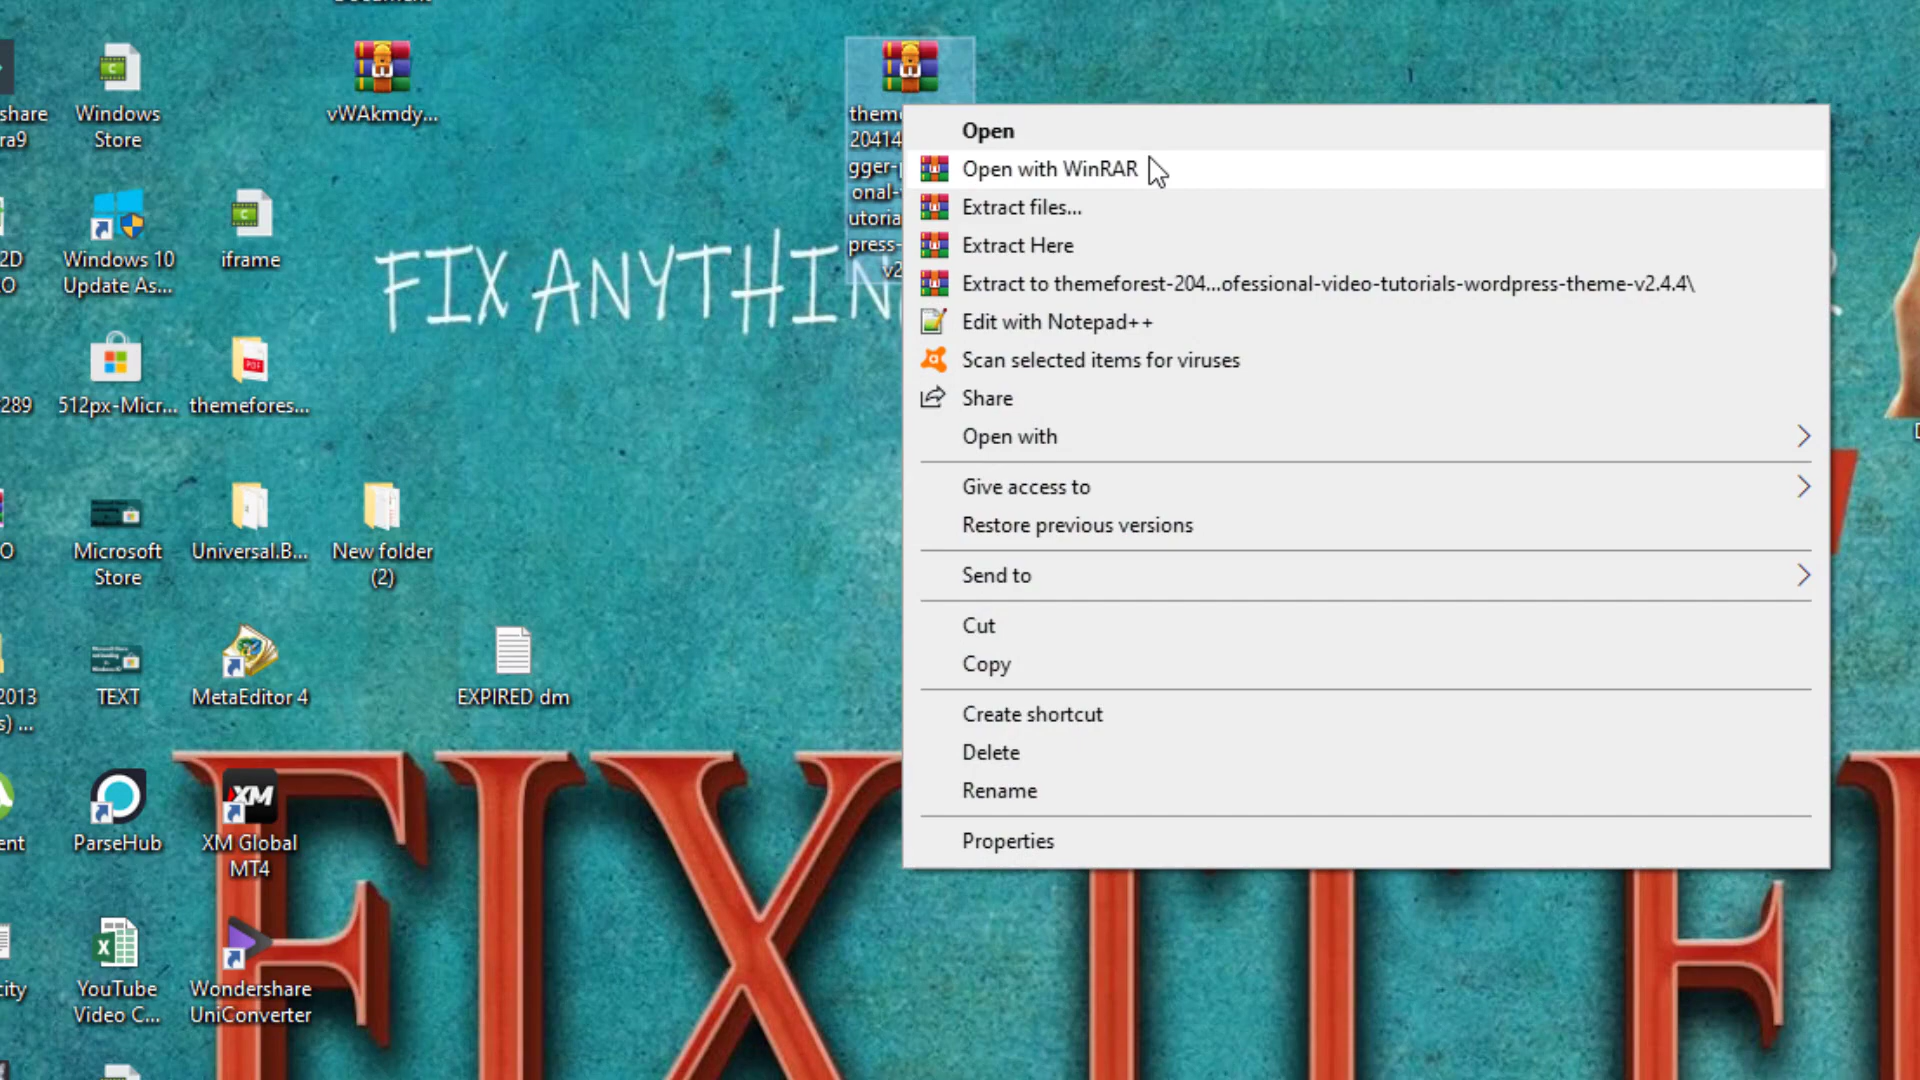 Windows
Store
vWAkmdy...
share
ra9
Windows 10
Update As...
iframe
2D
O
512px-Micr...
themefores...
289
Microsoft
Store
Universal.B...
New folder
(2)
O
TEXT
MetaEditor 4
EXPIRED dm
2013
s) ...
ParseHub
XM
XM Global
MT4
ent
YouTube
Video C...
Wondershare
UniConverter
city
them
20414
gger-p
onal-
utoria
press-
v2
FIX ANYTHIN
FIX IT
Open
Open with WinRAR
Extract files...
Extract Here
Extract to themeforest-204...ofessional-video-tutorials-wordpress-theme-v2.4.4\
Edit with Notepad++
Scan selected items for viruses
Share
Open with
Give access to
Restore previous versions
Send to
Cut
Copy
Create shortcut
Delete
Rename
Properties